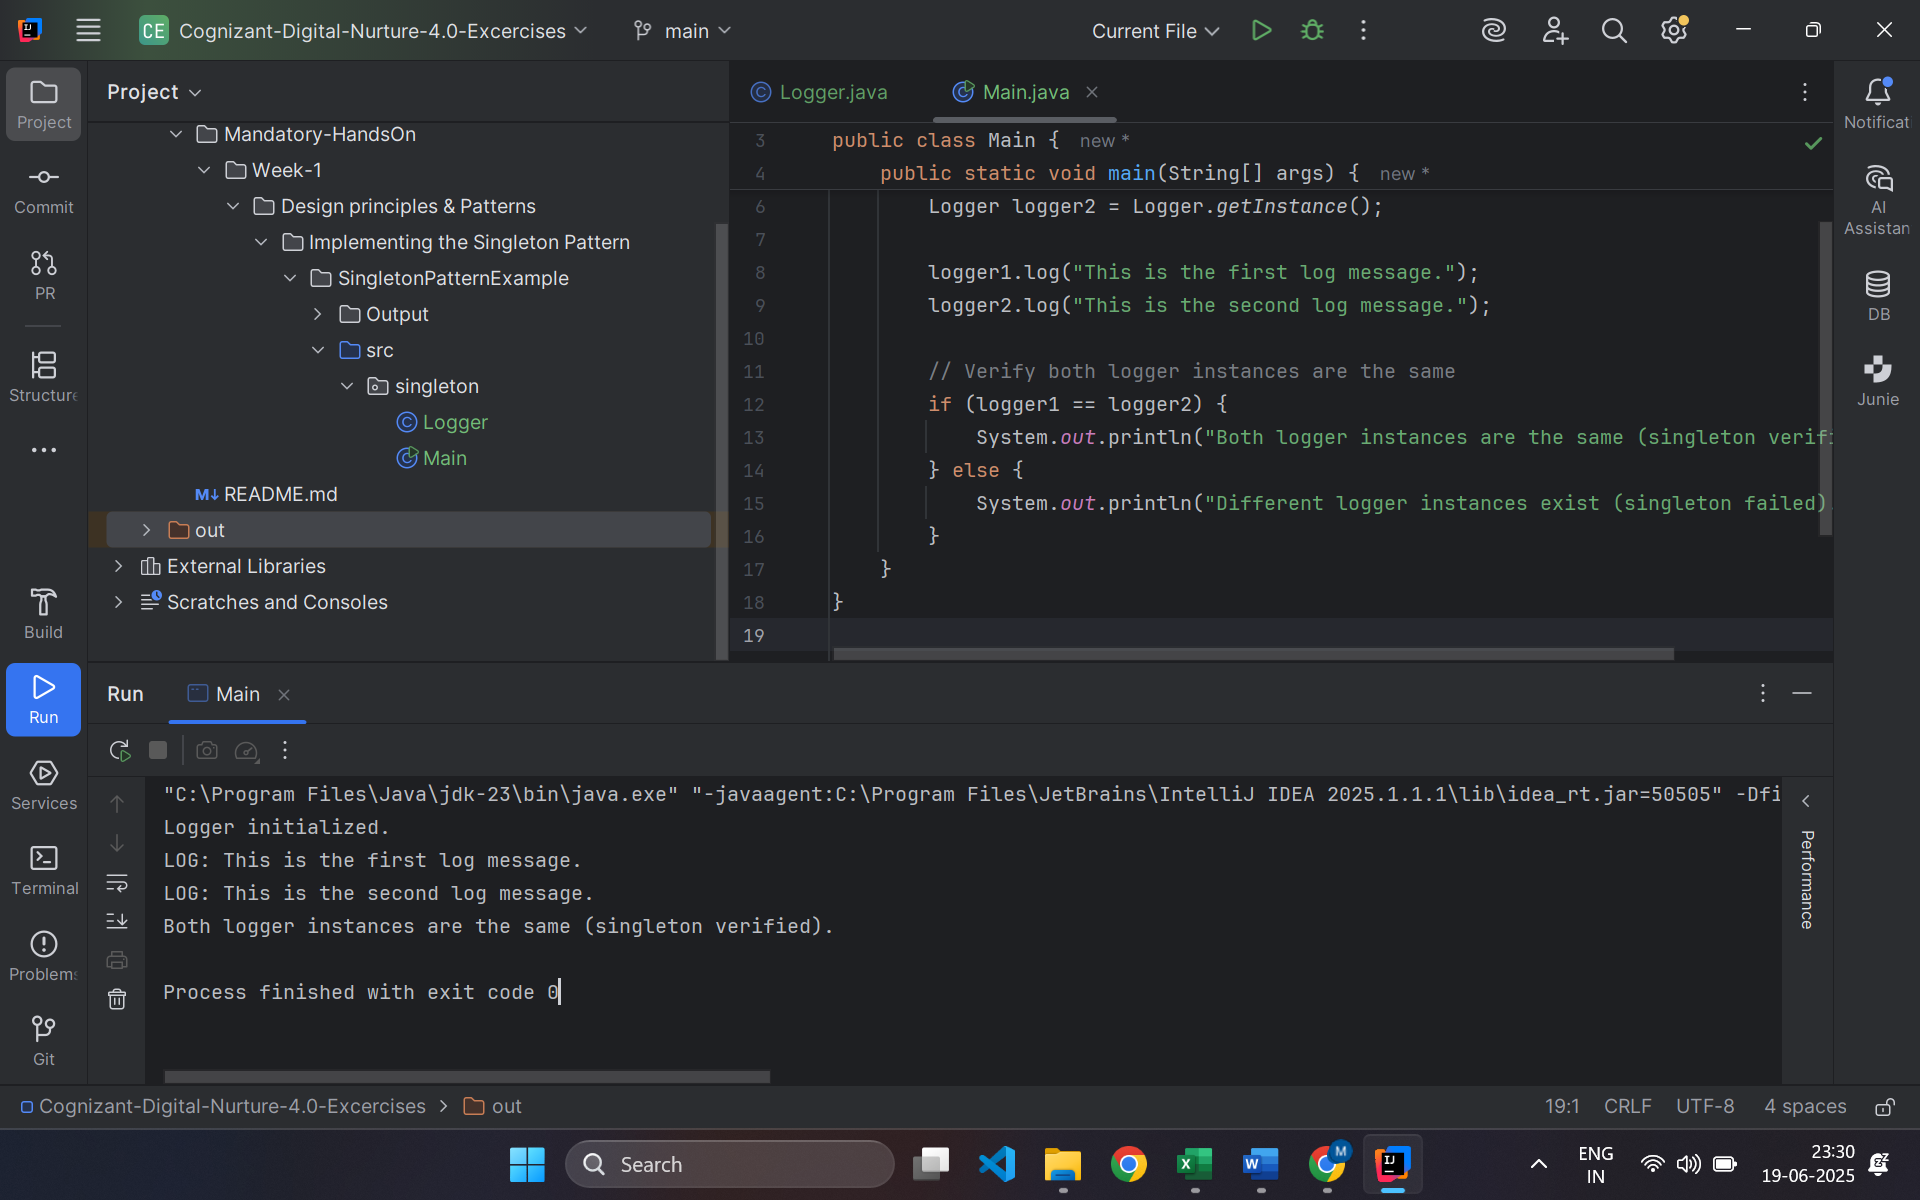 CE Cognizant-Digital-Nurture-4.0-Excercises main Current File
Project
Commit
PR
Structure
Build
Run
Services
Terminal
Problems
Git
Project
Mandatory-HandsOn
Week-1
Design principles & Patterns
Implementing the Singleton Pattern
SingletonPatternExample
Output
src
singleton
Logger
Main
M↓ README.md
out
External Libraries
Scratches and Consoles
Logger.java Main.java
3 public class Main { new *
4 public static void main(String[] args) { new *
6 Logger logger2 = Logger.getInstance();
7
8 logger1.log("This is the first log message.");
9 logger2.log("This is the second log message.");
10
11 // Verify both logger instances are the same
12 if (logger1 == logger2) {
13 System.out.println("Both logger instances are the same (singleton verif
14 } else {
15 System.out.println("Different logger instances exist (singleton failed)
16 }
17 }
18 }
19
Notificat
AI
Assistan
DB
Junie
Run Main
"C:\Program Files\Java\jdk-23\bin\java.exe" "-javaagent:C:\Program Files\JetBrains\IntelliJ IDEA 2025.1.1.1\lib\idea_rt.jar=50505" -Dfi
Logger initialized.
LOG: This is the first log message.
LOG: This is the second log message.
Both logger instances are the same (singleton verified).
Process finished with exit code 0
Performance
Cognizant-Digital-Nurture-4.0-Excercises > out 19:1 CRLF UTF-8 4 spaces
Search
ENG
IN
23:30
19-06-2025